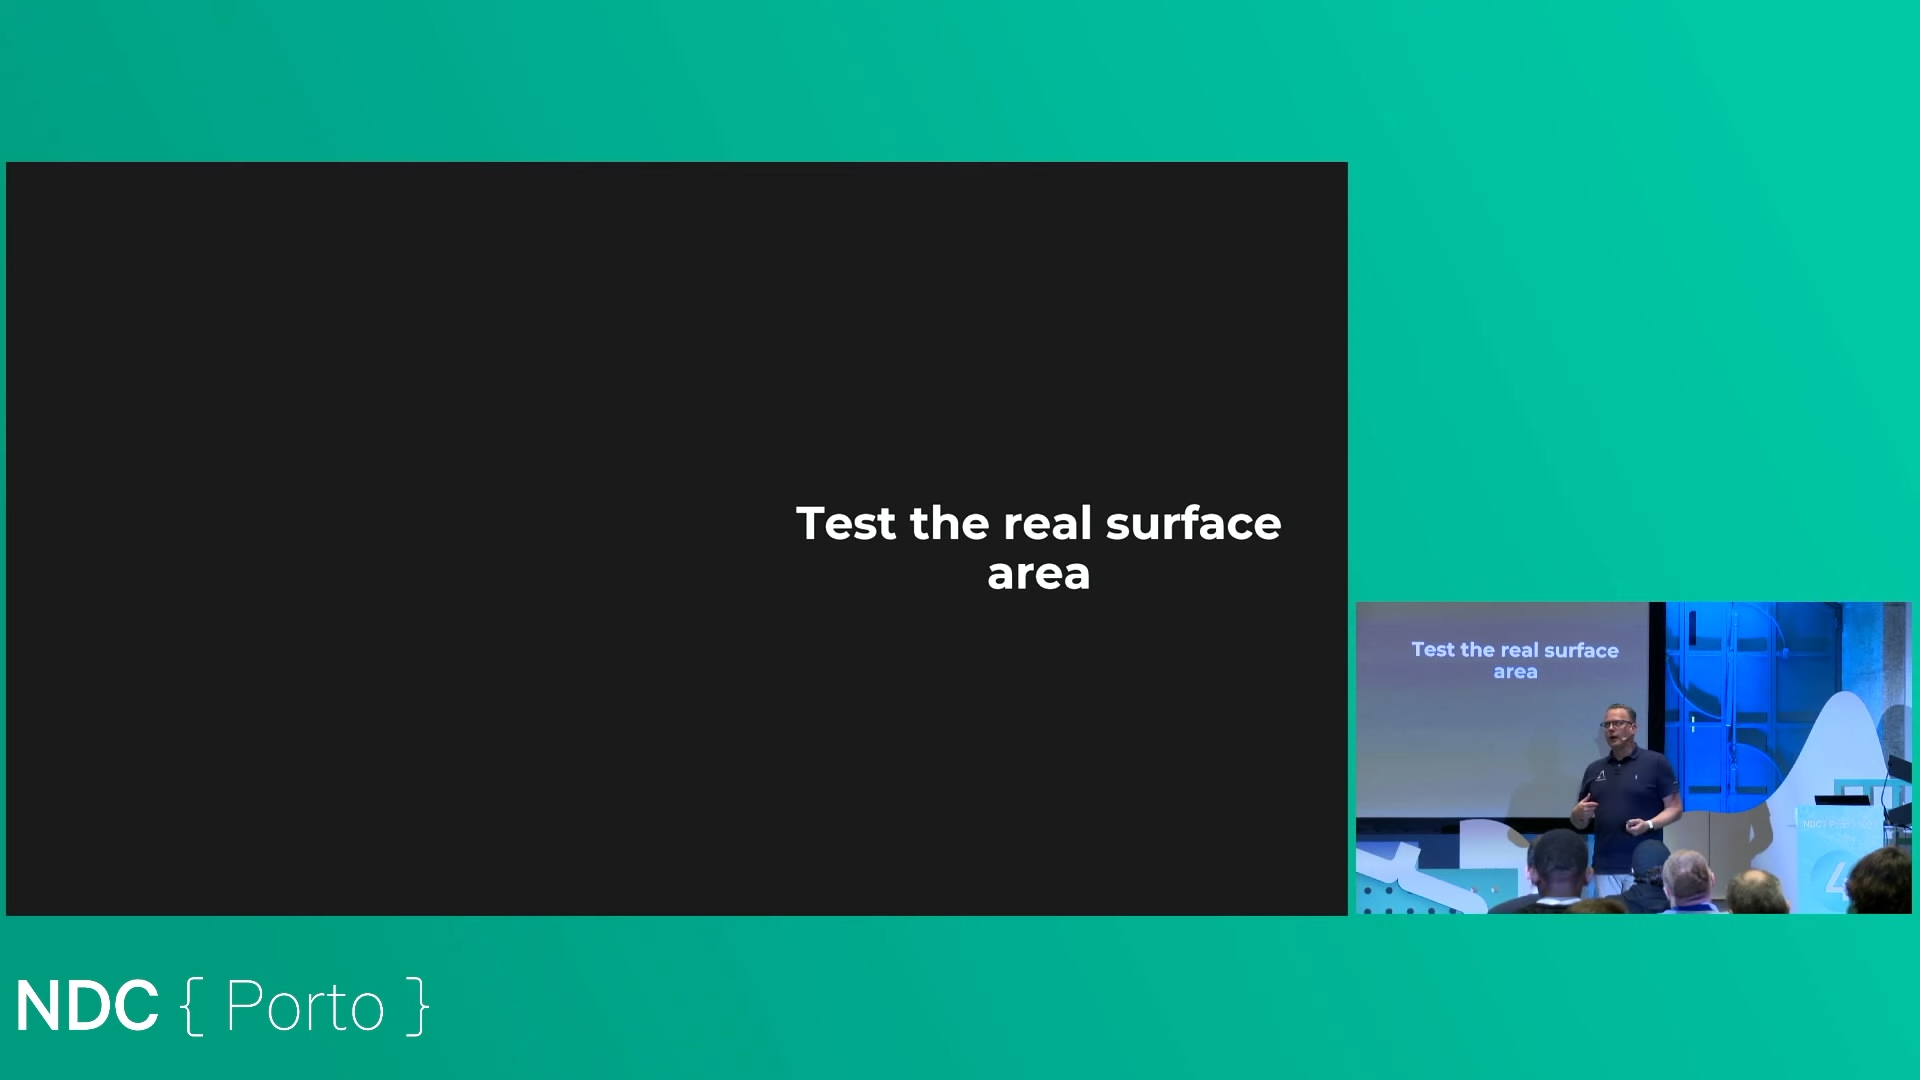 Test the real surface
area
Test the real surface
area
NDC { Porto }